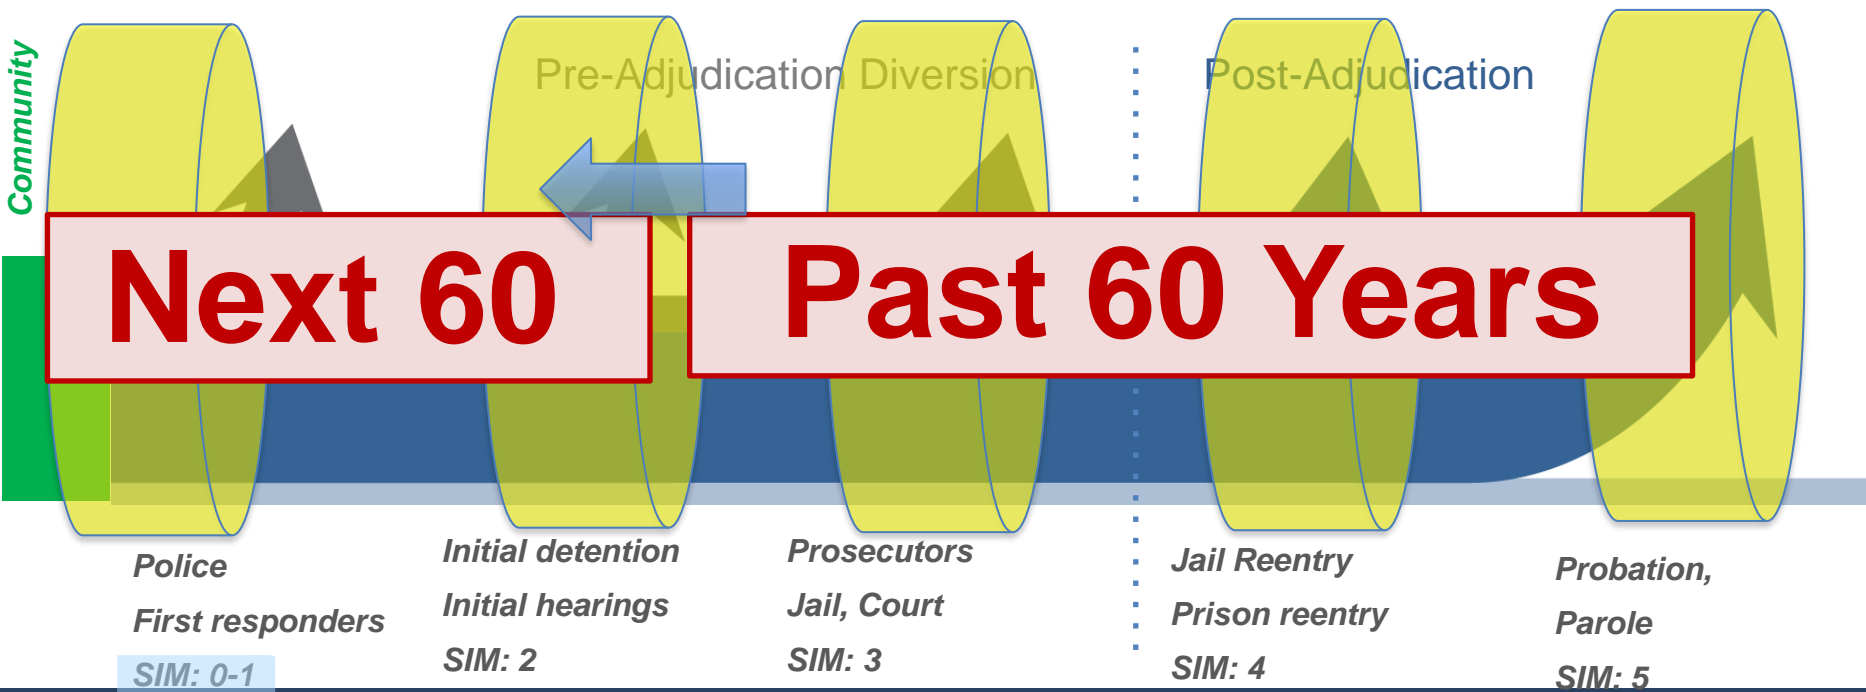 Community
Pre-Adjudication Diversion
Post-Adjudication
Next 60
Past 60 Years
Police
First responders
SIM: 0-1
Initial detention
Initial hearings
SIM: 2
Prosecutors
Jail, Court
SIM: 3
Jail Reentry
Prison reentry
SIM: 4
Probation,
Parole
SIM: 5